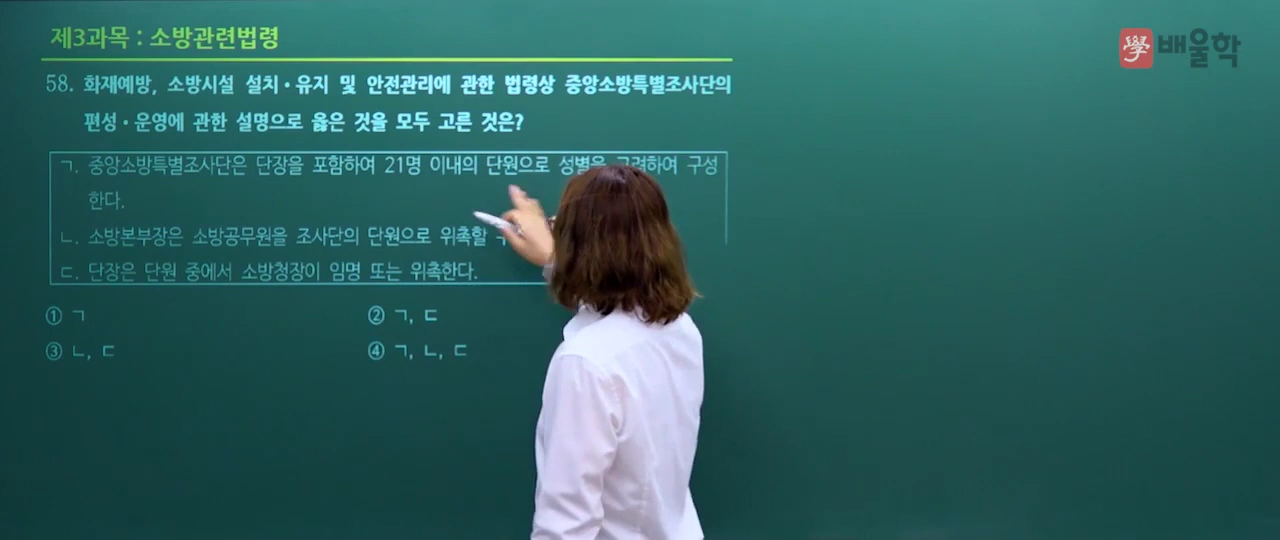 제3과목 : 소방관련법령
學 배울학
58. 화재예방, 소방시설 설치·유지 및 안전관리에 관한 법령상 중앙소방특별조사단의
편성·운영에 관한 설명으로 옳은 것을 모두 고른 것은?
ㄱ. 중앙소방특별조사단은 단장을 포함하여 21명 이내의 단원으로 성별을 고려하여 구성
한다.
ㄴ. 소방본부장은 소방공무원을 조사단의 단원으로 위촉할
ㄷ. 단장은 단원 중에서 소방청장이 임명 또는 위촉한다.
① ㄱ ② ㄱ, ㄷ
③ ㄴ, ㄷ ④ ㄱ, ㄴ, ㄷ